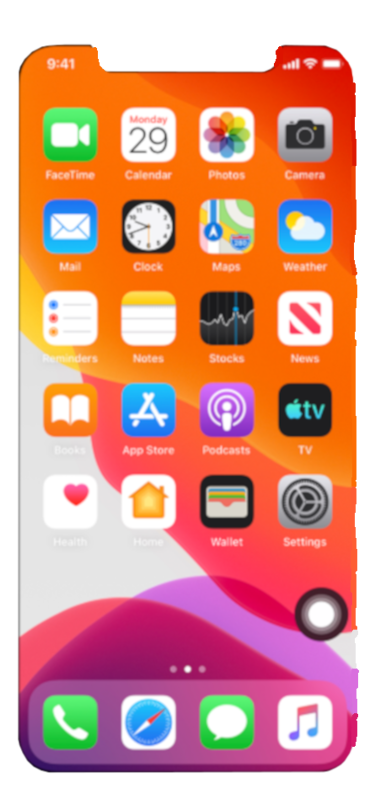 9:41
Monday
29
FaceTime Calendar Photos Camera
280
Mail Clock Maps Weather
Reminders Notes Stocks News
tv
Books App Store Podcasts TV
Health Home Wallet Settings